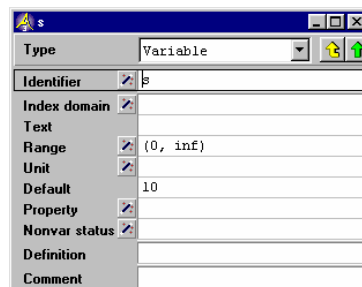 s
Type Variable
Identifier s
Index domain
Text
Range (0, inf)
Unit
Default 10
Property
Nonvar status
Definition
Comment